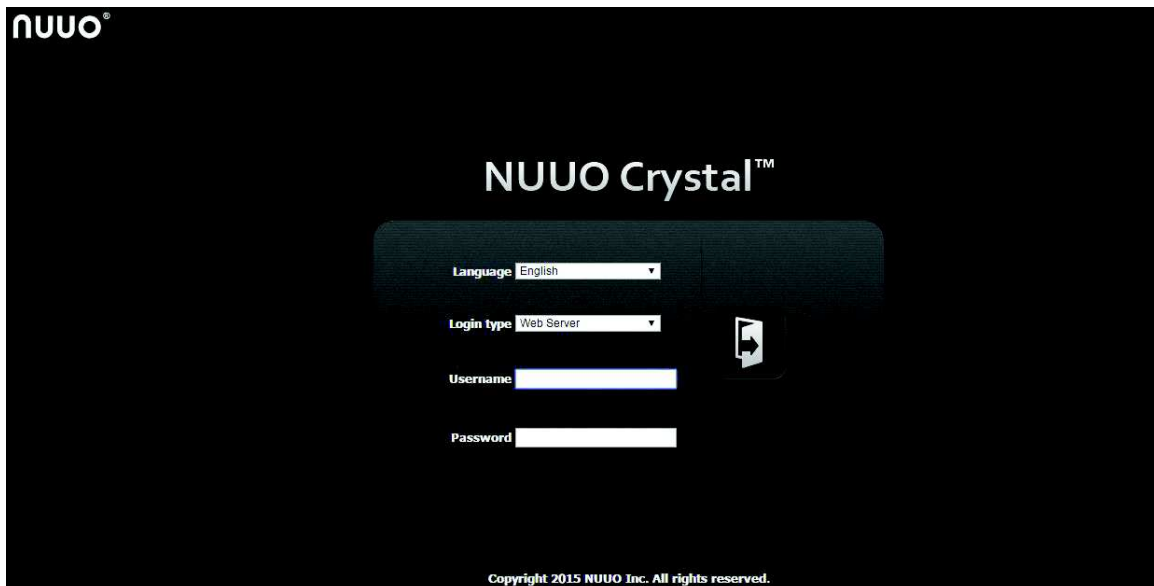 nuuo®
NUUO Crystal™
Language English
Login type Web Server
Username
Password
Copyright 2015 NUUO Inc. All rights reserved.